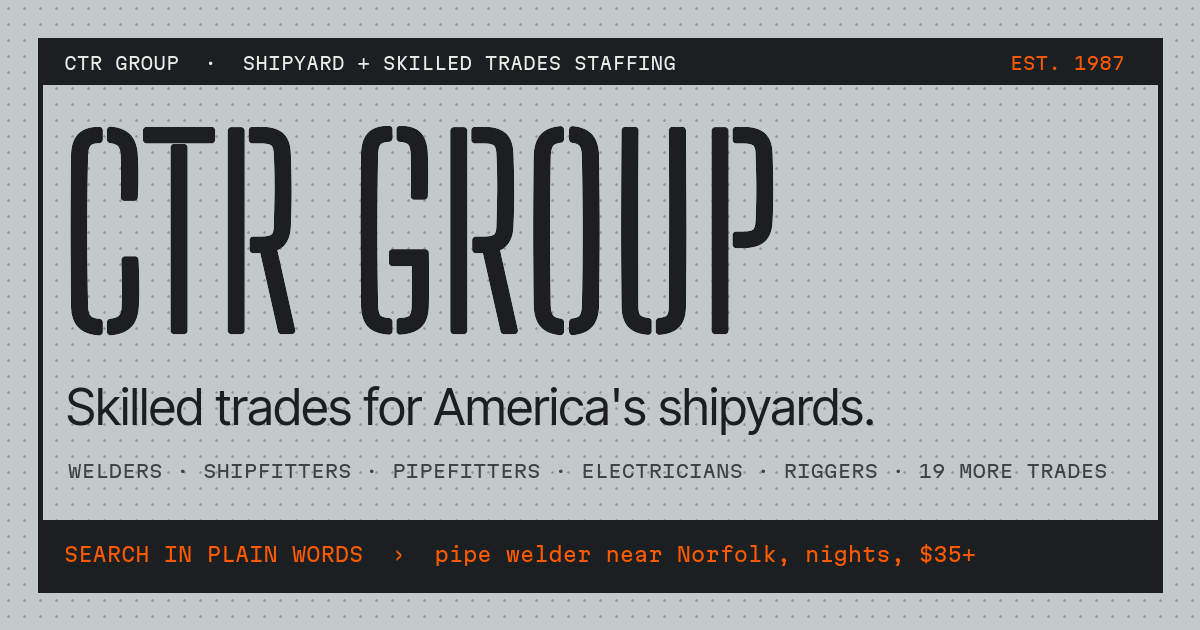 CTR GROUP · SHIPYARD + SKILLED TRADES STAFFING EST. 1987
CTR GROUP
Skilled trades for America's shipyards.
WELDERS · SHIPFITTERS · PIPEFITTERS · ELECTRICIANS · RIGGERS · 19 MORE TRADES
SEARCH IN PLAIN WORDS › pipe welder near Norfolk, nights, $35+